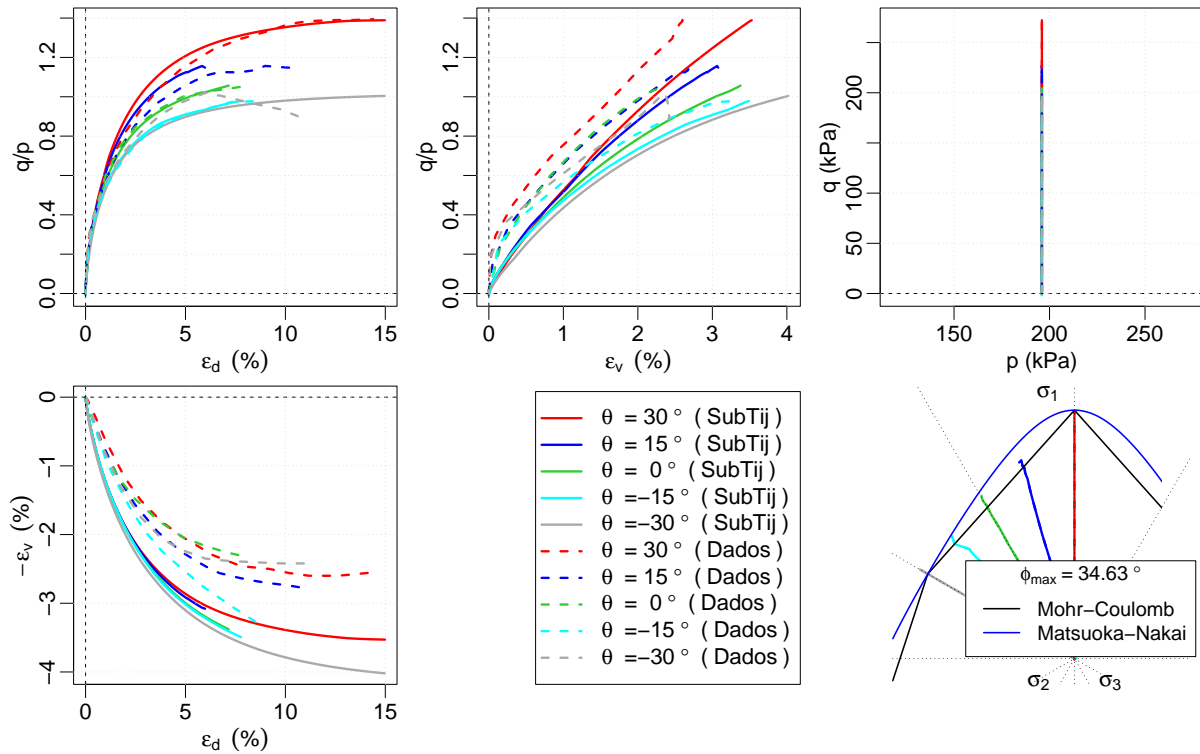 q/p
0.0
0.4
0.8
1.2
0
5
10
15
εd (%)
q/p
0.0
0.4
0.8
1.2
0
1
2
3
4
εv (%)
q (kPa)
0
50
100
200
150
200
250
p (kPa)
−εv (%)
0
−1
−2
−3
−4
0
5
10
15
εd (%)
θ = 30 ° ( SubTij )
θ = 15 ° ( SubTij )
θ = 0 ° ( SubTij )
θ =−15 ° ( SubTij )
θ =−30 ° ( SubTij )
θ = 30 ° ( Dados )
θ = 15 ° ( Dados )
θ = 0 ° ( Dados )
θ =−15 ° ( Dados )
θ =−30 ° ( Dados )
σ1
ϕmax = 34.63 °
Mohr−Coulomb
Matsuoka−Nakai
σ2
σ3